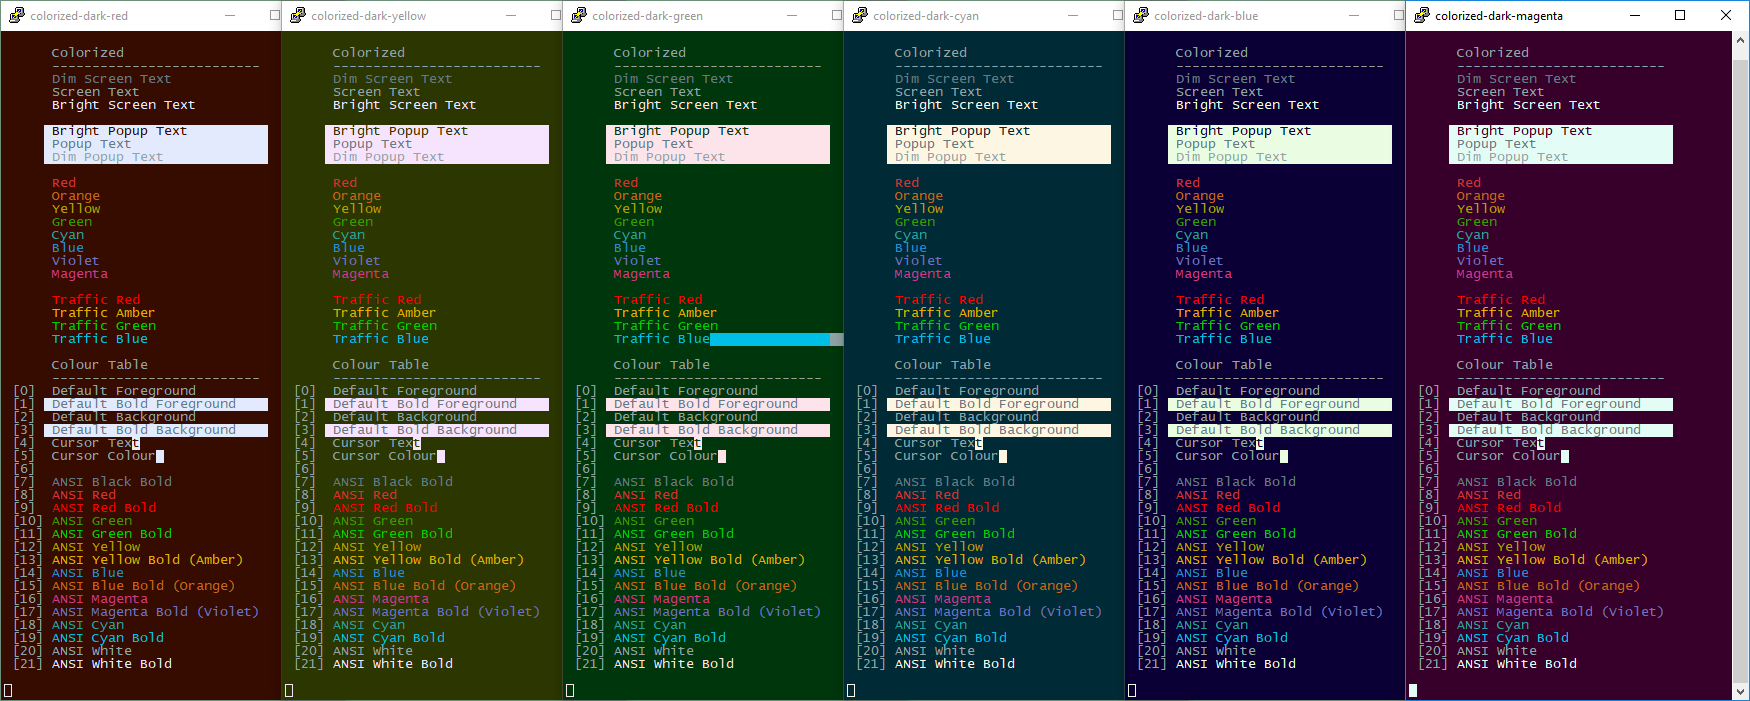 colorized-dark-red
Colorized
--------------------------
Dim Screen Text
Screen Text
Bright Screen Text
Bright Popup Text
Popup Text
Dim Popup Text
Red
Orange
Yellow
Green
Cyan
Blue
Violet
Magenta
Traffic Red
Traffic Amber
Traffic Green
Traffic Blue
Colour Table
--------------------------
[0] Default Foreground
[1] Default Bold Foreground
[2] Default Background
[3] Default Bold Background
[4] Cursor Text
[5] Cursor Colour
[6]
[7] ANSI Black Bold
[8] ANSI Red
[9] ANSI Red Bold
[10] ANSI Green
[11] ANSI Green Bold
[12] ANSI Yellow
[13] ANSI Yellow Bold (Amber)
[14] ANSI Blue
[15] ANSI Blue Bold (Orange)
[16] ANSI Magenta
[17] ANSI Magenta Bold (Violet)
[18] ANSI Cyan
[19] ANSI Cyan Bold
[20] ANSI White
[21] ANSI White Bold
colorized-dark-yellow
Colorized
--------------------------
Dim Screen Text
Screen Text
Bright Screen Text
Bright Popup Text
Popup Text
Dim Popup Text
Red
Orange
Yellow
Green
Cyan
Blue
Violet
Magenta
Traffic Red
Traffic Amber
Traffic Green
Traffic Blue
Colour Table
--------------------------
[0] Default Foreground
[1] Default Bold Foreground
[2] Default Background
[3] Default Bold Background
[4] Cursor Text
[5] Cursor Colour
[6]
[7] ANSI Black Bold
[8] ANSI Red
[9] ANSI Red Bold
[10] ANSI Green
[11] ANSI Green Bold
[12] ANSI Yellow
[13] ANSI Yellow Bold (Amber)
[14] ANSI Blue
[15] ANSI Blue Bold (Orange)
[16] ANSI Magenta
[17] ANSI Magenta Bold (Violet)
[18] ANSI Cyan
[19] ANSI Cyan Bold
[20] ANSI White
[21] ANSI White Bold
colorized-dark-green
Colorized
--------------------------
Dim Screen Text
Screen Text
Bright Screen Text
Bright Popup Text
Popup Text
Dim Popup Text
Red
Orange
Yellow
Green
Cyan
Blue
Violet
Magenta
Traffic Red
Traffic Amber
Traffic Green
Traffic Blue
Colour Table
--------------------------
[0] Default Foreground
[1] Default Bold Foreground
[2] Default Background
[3] Default Bold Background
[4] Cursor Text
[5] Cursor Colour
[6]
[7] ANSI Black Bold
[8] ANSI Red
[9] ANSI Red Bold
[10] ANSI Green
[11] ANSI Green Bold
[12] ANSI Yellow
[13] ANSI Yellow Bold (Amber)
[14] ANSI Blue
[15] ANSI Blue Bold (Orange)
[16] ANSI Magenta
[17] ANSI Magenta Bold (Violet)
[18] ANSI Cyan
[19] ANSI Cyan Bold
[20] ANSI White
[21] ANSI White Bold
colorized-dark-cyan
Colorized
--------------------------
Dim Screen Text
Screen Text
Bright Screen Text
Bright Popup Text
Popup Text
Dim Popup Text
Red
Orange
Yellow
Green
Cyan
Blue
Violet
Magenta
Traffic Red
Traffic Amber
Traffic Green
Traffic Blue
Colour Table
--------------------------
[0] Default Foreground
[1] Default Bold Foreground
[2] Default Background
[3] Default Bold Background
[4] Cursor Text
[5] Cursor Colour
[6]
[7] ANSI Black Bold
[8] ANSI Red
[9] ANSI Red Bold
[10] ANSI Green
[11] ANSI Green Bold
[12] ANSI Yellow
[13] ANSI Yellow Bold (Amber)
[14] ANSI Blue
[15] ANSI Blue Bold (Orange)
[16] ANSI Magenta
[17] ANSI Magenta Bold (Violet)
[18] ANSI Cyan
[19] ANSI Cyan Bold
[20] ANSI White
[21] ANSI White Bold
colorized-dark-blue
Colorized
--------------------------
Dim Screen Text
Screen Text
Bright Screen Text
Bright Popup Text
Popup Text
Dim Popup Text
Red
Orange
Yellow
Green
Cyan
Blue
Violet
Magenta
Traffic Red
Traffic Amber
Traffic Green
Traffic Blue
Colour Table
--------------------------
[0] Default Foreground
[1] Default Bold Foreground
[2] Default Background
[3] Default Bold Background
[4] Cursor Text
[5] Cursor Colour
[6]
[7] ANSI Black Bold
[8] ANSI Red
[9] ANSI Red Bold
[10] ANSI Green
[11] ANSI Green Bold
[12] ANSI Yellow
[13] ANSI Yellow Bold (Amber)
[14] ANSI Blue
[15] ANSI Blue Bold (Orange)
[16] ANSI Magenta
[17] ANSI Magenta Bold (Violet)
[18] ANSI Cyan
[19] ANSI Cyan Bold
[20] ANSI White
[21] ANSI White Bold
colorized-dark-magenta
Colorized
--------------------------
Dim Screen Text
Screen Text
Bright Screen Text
Bright Popup Text
Popup Text
Dim Popup Text
Red
Orange
Yellow
Green
Cyan
Blue
Violet
Magenta
Traffic Red
Traffic Amber
Traffic Green
Traffic Blue
Colour Table
--------------------------
[0] Default Foreground
[1] Default Bold Foreground
[2] Default Background
[3] Default Bold Background
[4] Cursor Text
[5] Cursor Colour
[6]
[7] ANSI Black Bold
[8] ANSI Red
[9] ANSI Red Bold
[10] ANSI Green
[11] ANSI Green Bold
[12] ANSI Yellow
[13] ANSI Yellow Bold (Amber)
[14] ANSI Blue
[15] ANSI Blue Bold (Orange)
[16] ANSI Magenta
[17] ANSI Magenta Bold (Violet)
[18] ANSI Cyan
[19] ANSI Cyan Bold
[20] ANSI White
[21] ANSI White Bold